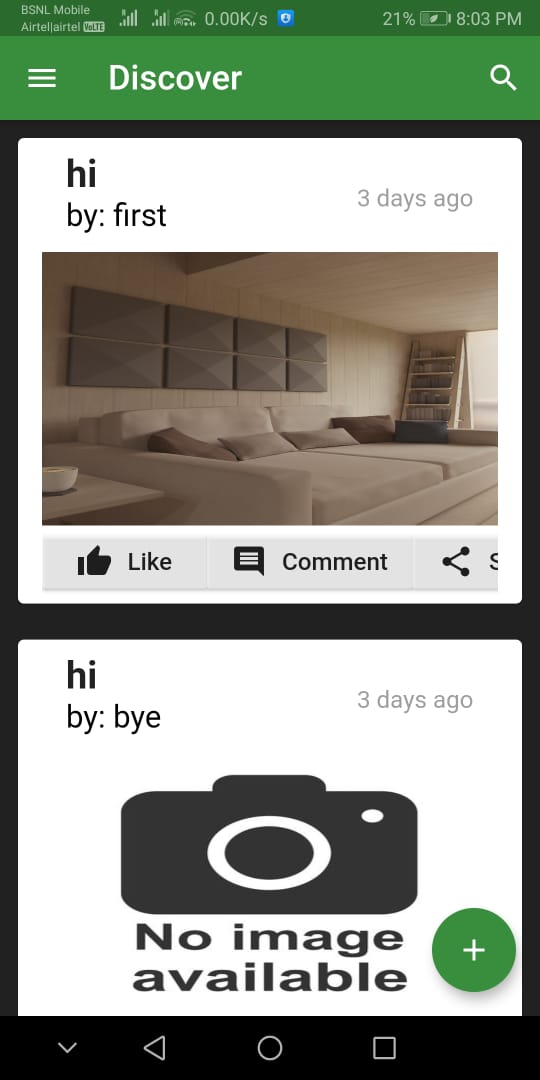 BSNL Mobile
Airtel|airtel VoLTE
0.00K/s
21%
8:03 PM
Discover
hi
by: first
3 days ago
Like
Comment
S
hi
by: bye
3 days ago
No image
available